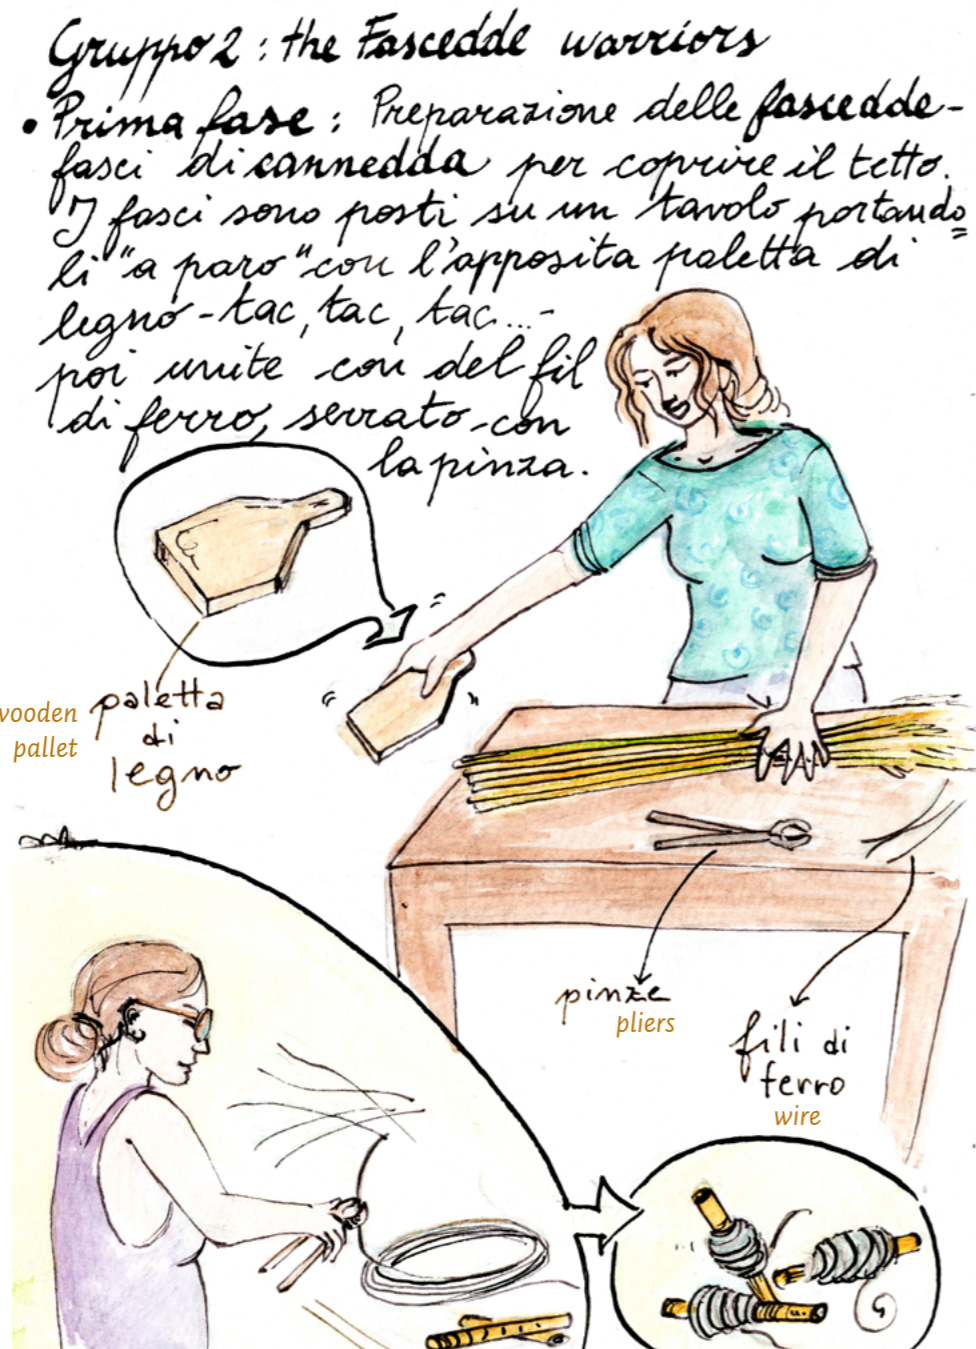 Gruppo 2 : the Fascedde warriors
• Prima fase : Preparazione delle fascedde -
fasci di cannedda per coprire il tetto.
I fasci sono posti su un tavolo portando=
li "a paro" con l'apposita paletta di
legno - tac, tac, tac... -
poi unite con del fil
di ferro, serrato con
la pinza.
wooden
pallet
paletta
di
legno
pinze
pliers
fili di
ferro
wire